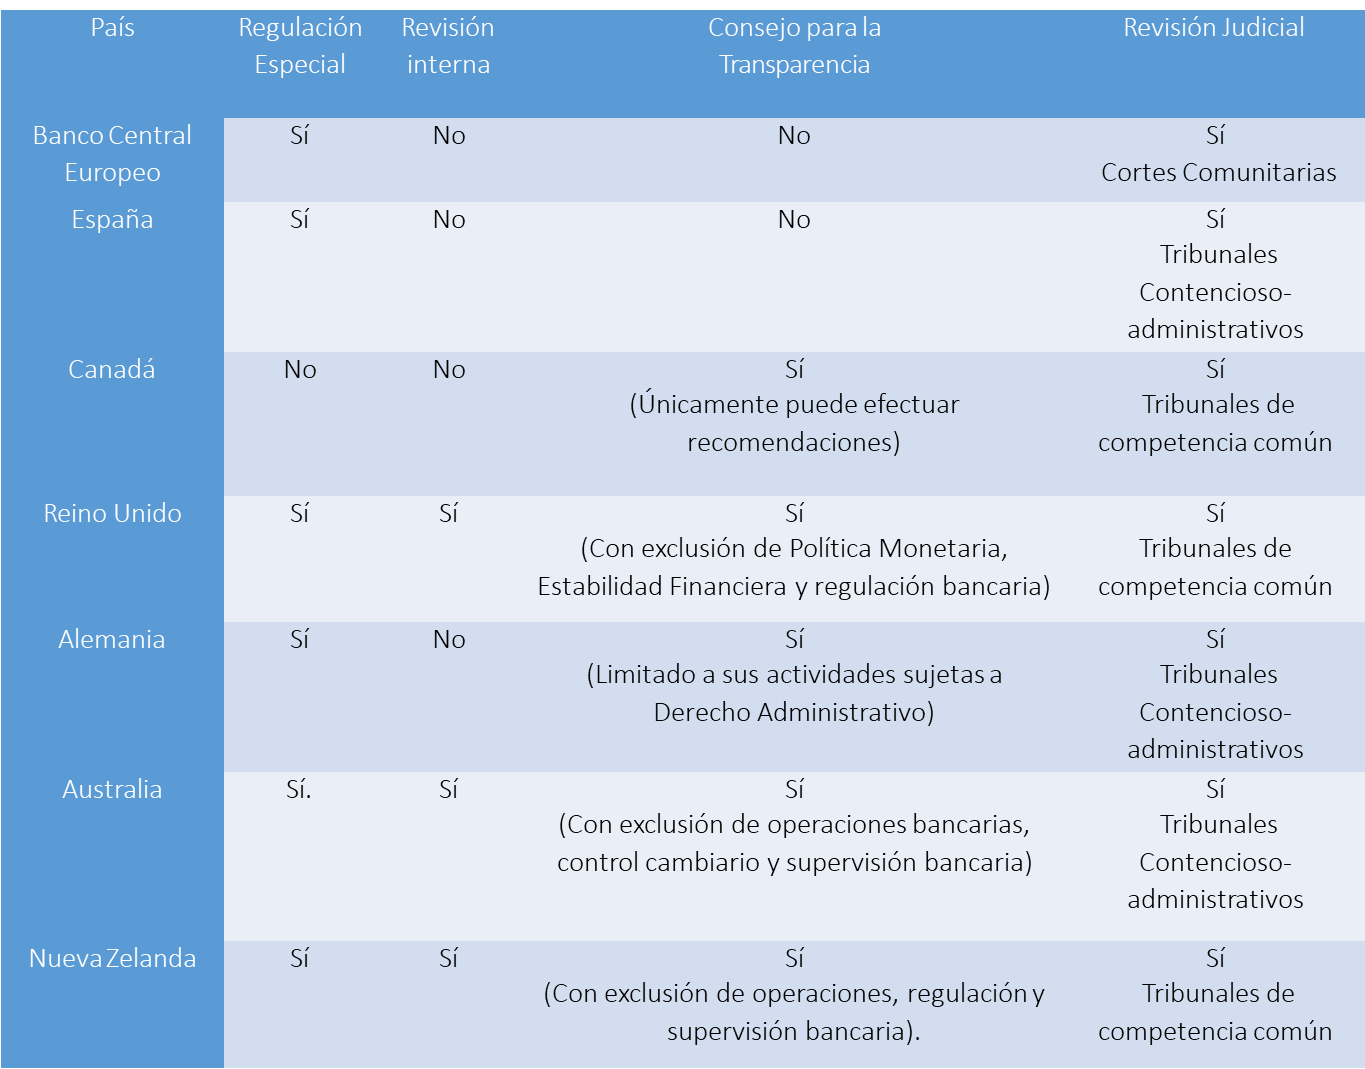 País
Regulación
Especial
Revisión
interna
Consejo para la
Transparencia
Revisión Judicial
Banco Central
Europeo
Sí
No
No
Sí
Cortes Comunitarias
España
Sí
No
No
Sí
Tribunales
Contencioso-
administrativos
Canadá
No
No
Sí
(Únicamente puede efectuar
recomendaciones)
Sí
Tribunales de
competencia común
Reino Unido
Sí
Sí
Sí
(Con exclusión de Política Monetaria,
Estabilidad Financiera y regulación bancaria)
Sí
Tribunales de
competencia común
Alemania
Sí
No
Sí
(Limitado a sus actividades sujetas a
Derecho Administrativo)
Sí
Tribunales
Contencioso-
administrativos
Australia
Sí.
Sí
Sí
(Con exclusión de operaciones bancarias,
control cambiario y supervisión bancaria)
Sí
Tribunales
Contencioso-
administrativos
Nueva Zelanda
Sí
Sí
Sí
(Con exclusión de operaciones, regulación y
supervisión bancaria).
Sí
Tribunales de
competencia común